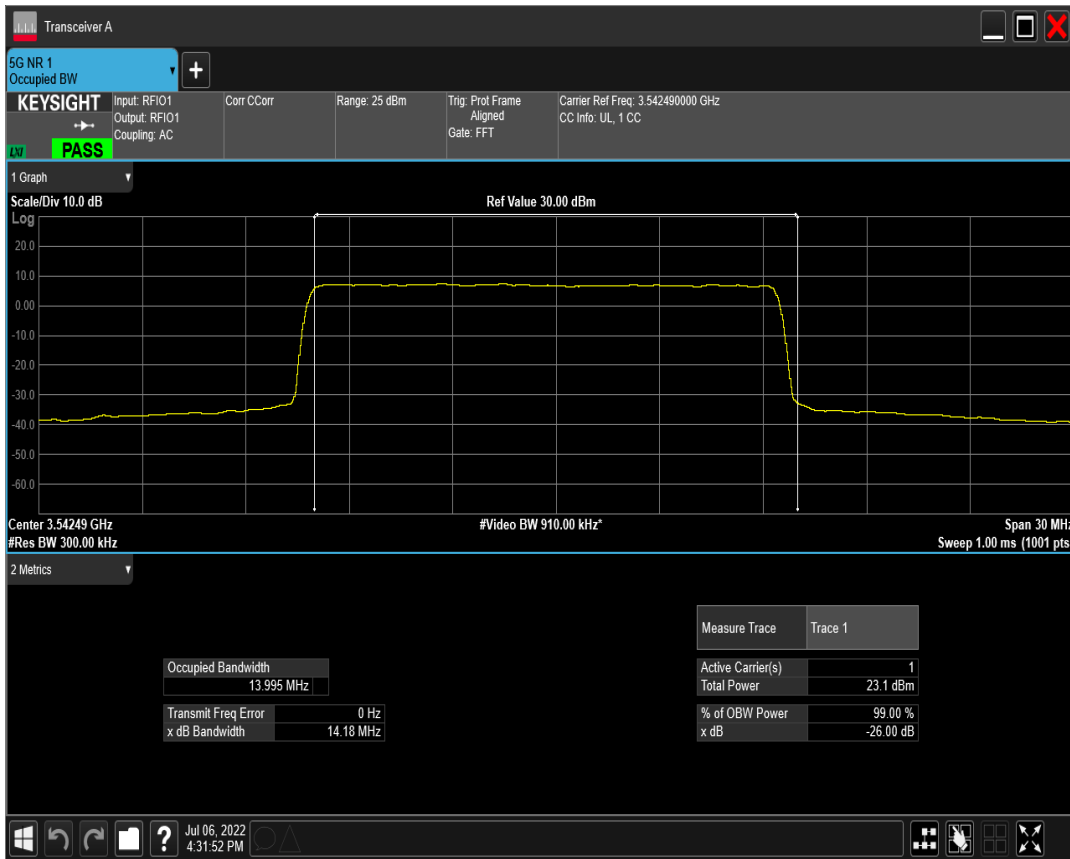 Transceiver A
5G NR 1
Occupied BW
KEYSIGHT
LXI
PASS
Input: RFIO1
Output: RFIO1
Coupling: AC
Corr CCorr
Range: 25 dBm
Trig: Prot Frame
Aligned
Gate: FFT
Carrier Ref Freq: 3.542490000 GHz
CC Info: UL, 1 CC
1 Graph
Scale/Div 10.0 dB
Ref Value 30.00 dBm
Log
20.0
10.0
0.00
-10.0
-20.0
-30.0
-40.0
-50.0
-60.0
Center 3.54249 GHz
#Video BW 910.00 kHz*
Span 30 MHz
#Res BW 300.00 kHz
Sweep 1.00 ms (1001 pts
2 Metrics
Measure Trace Trace 1
Occupied Bandwidth
13.995 MHz
Active Carrier(s) 1
Total Power 23.1 dBm
Transmit Freq Error 0 Hz
x dB Bandwidth 14.18 MHz
% of OBW Power 99.00 %
x dB -26.00 dB
?
Jul 06, 2022
4:31:52 PM